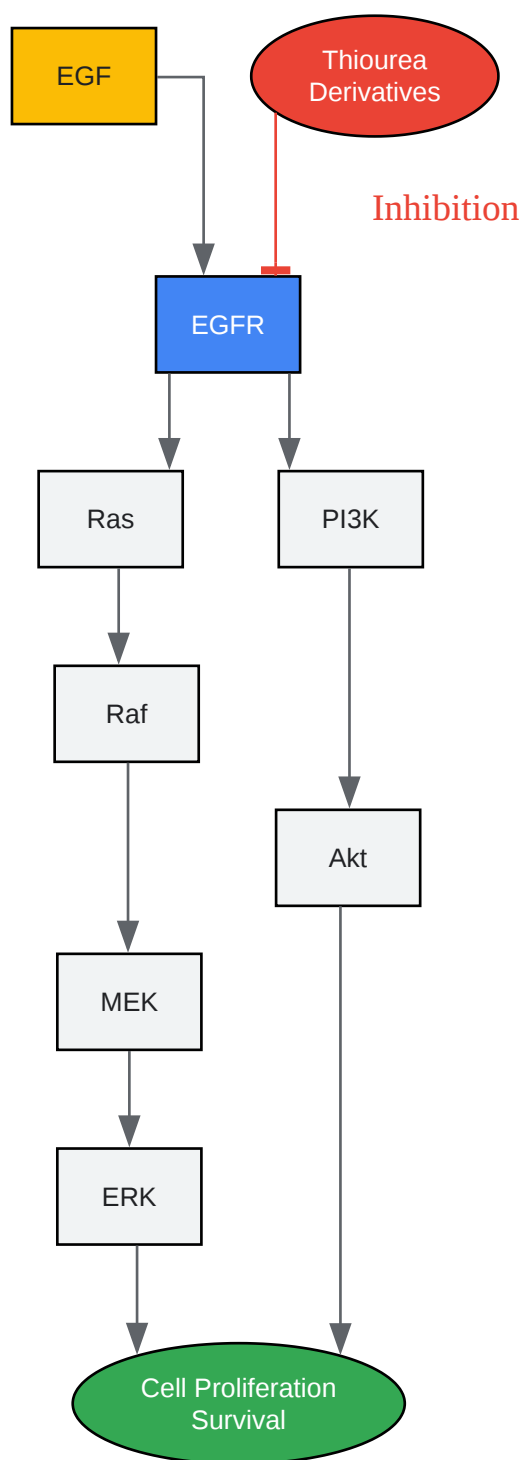 EGF
Thiourea
Derivatives
Inhibition
EGFR
Ras
PI3K
Raf
Akt
MEK
ERK
Cell Proliferation
Survival